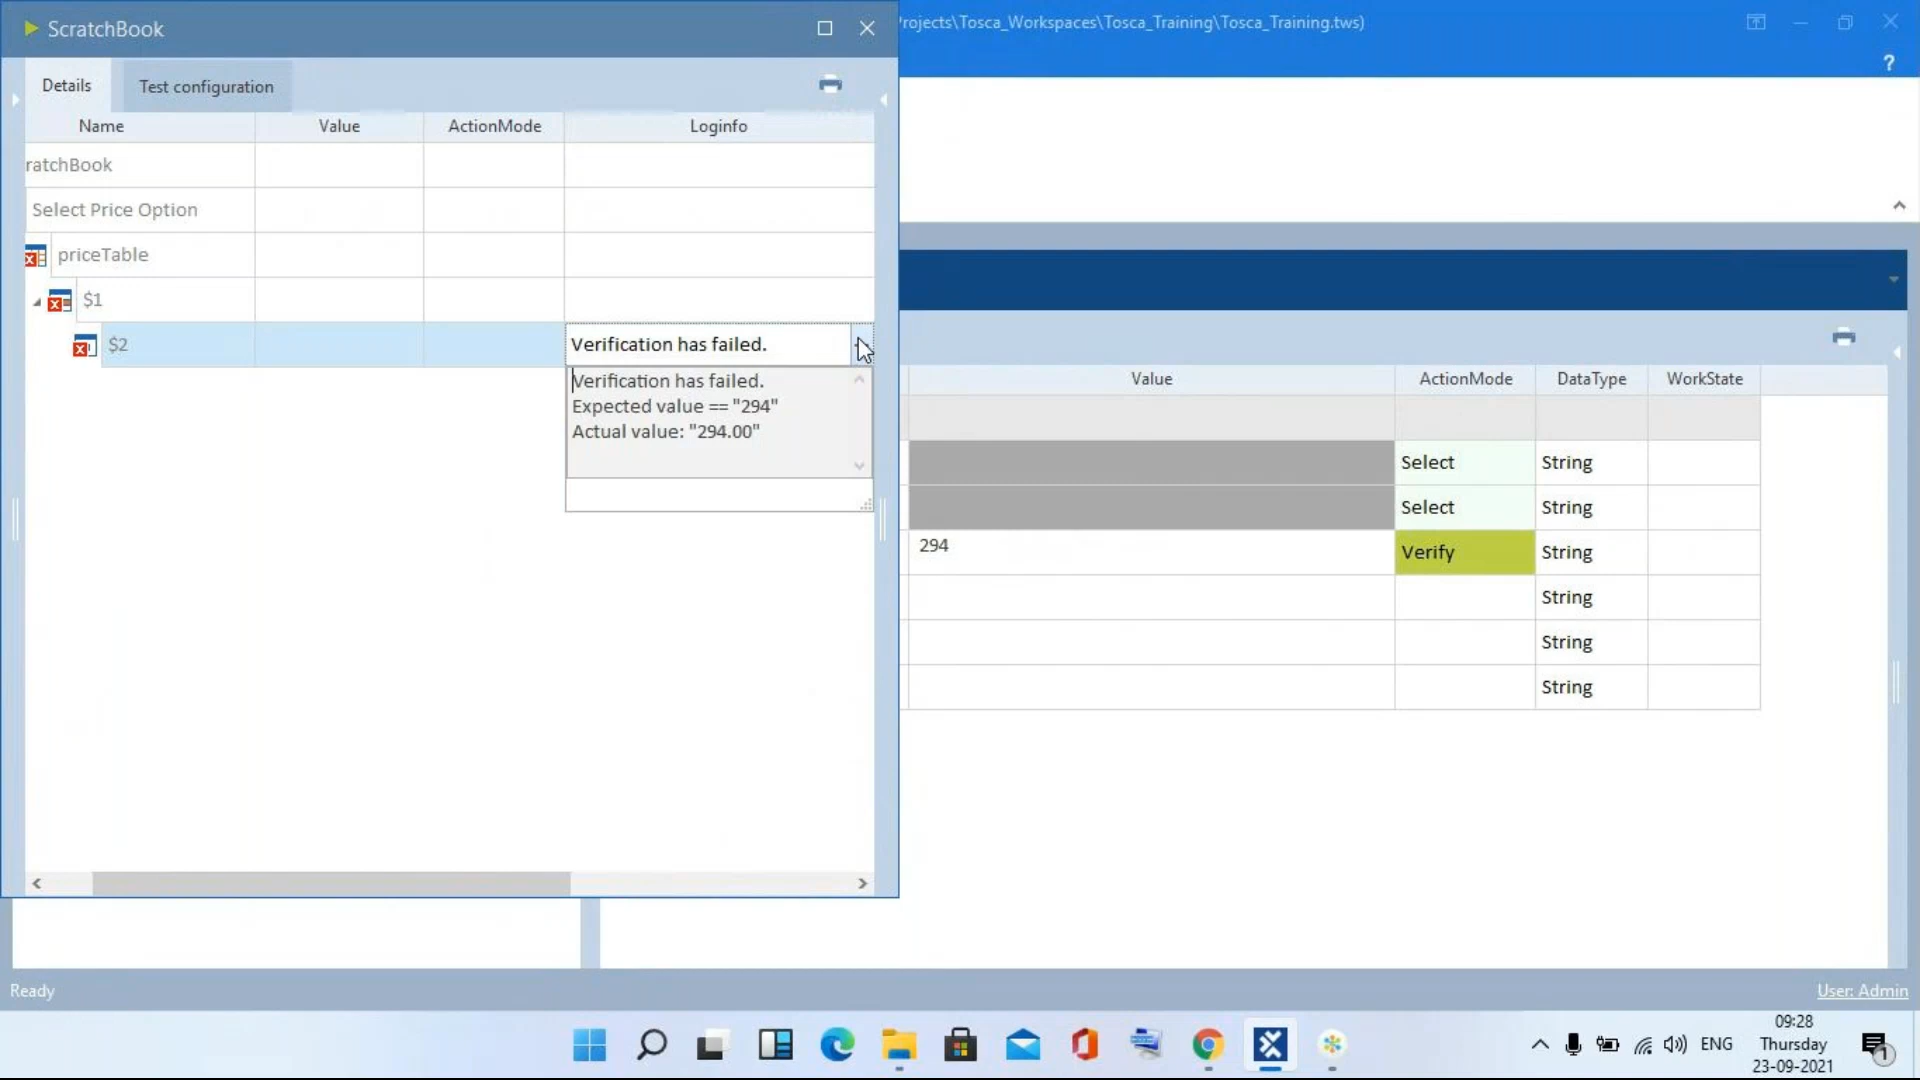 ScratchBook
rojects\Tosca_Workspaces\Tosca_Training\Tosca_Training.tws)
?
Details
Test configuration
Name Value ActionMode Loginfo
ratchBook
Select Price Option
priceTable
$1
$2 Verification has failed.
Verification has failed.
Expected value == "294"
Actual value: "294.00"
Value ActionMode DataType WorkState
Select String
Select String
294 Verify String
String
String
String
Ready
User: Admin
ENG
09:28
Thursday
23-09-2021
1